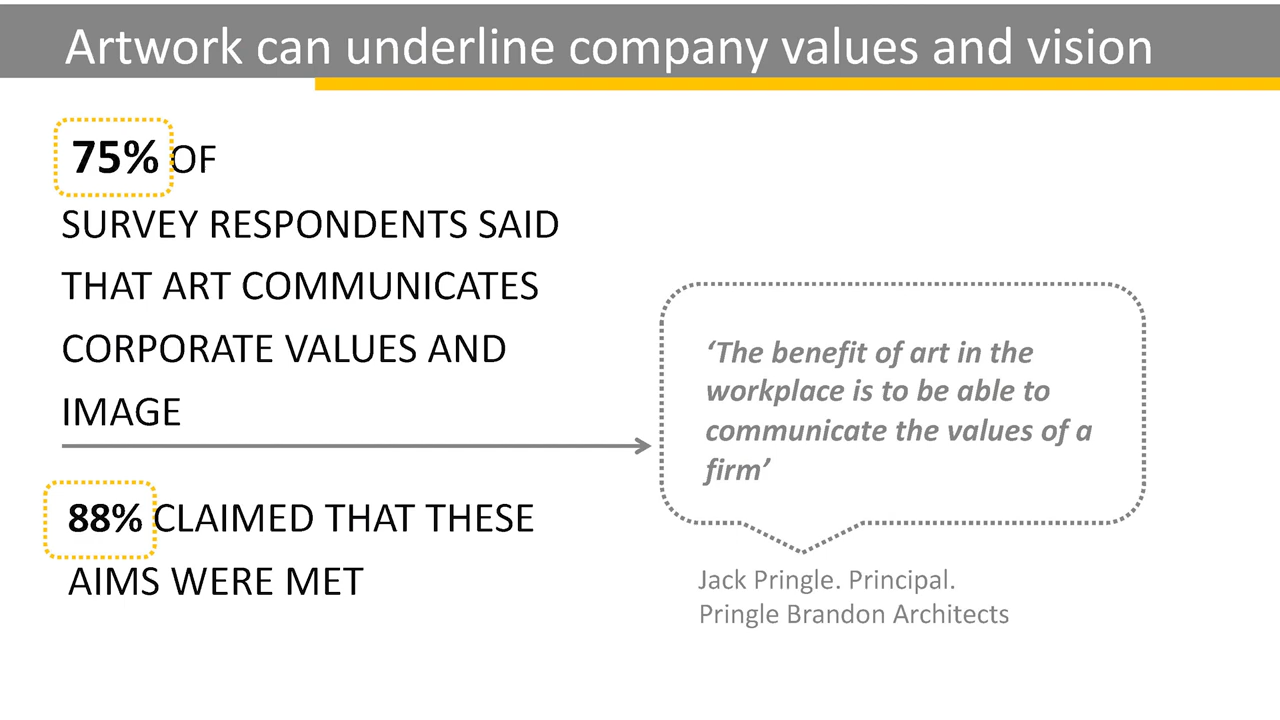 Artwork can underline company values and vision
75% OF
SURVEY RESPONDENTS SAID
THAT ART COMMUNICATES
CORPORATE VALUES AND
IMAGE
88% CLAIMED THAT THESE
AIMS WERE MET
‘The benefit of art in the
workplace is to be able to
communicate the values of a
firm’
Jack Pringle. Principal.
Pringle Brandon Architects